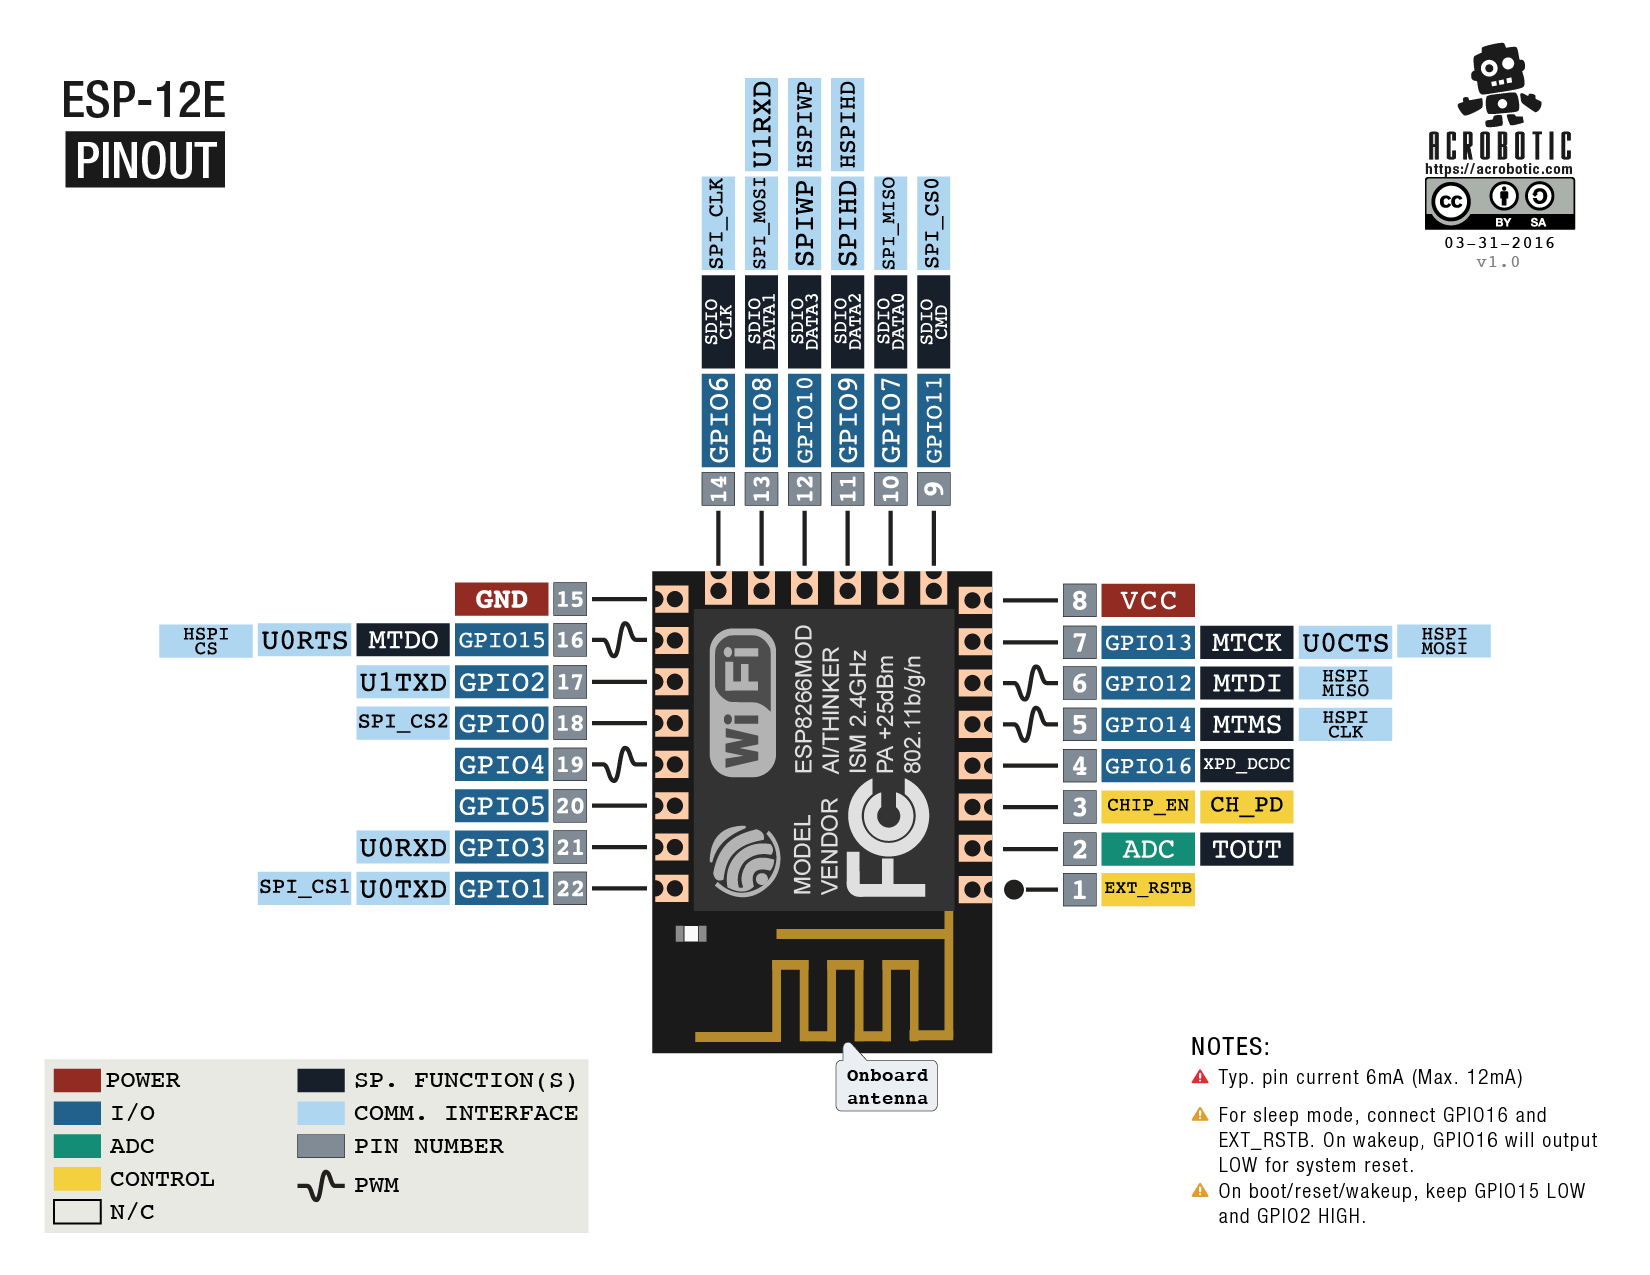 ESP-12E
PINOUT
ACROBOTIC
https://acrobotic.com
cc
BY SA
03-31-2016
v1.0
SPI_CLK
SDIO
CLK
GPIO6
14
U1RXD
SPI_MOSI
SDIO
DATA1
GPIO8
13
HSPIWP
SPIWP
SDIO
DATA3
GPIO10
12
HSPIHD
SPIHD
SDIO
DATA2
GPIO9
11
SPI_MISO
SDIO
DATA0
GPIO7
10
SPI_CS0
SDIO
CMD
GPIO11
9
GND 15
HSPI
CS
U0RTS MTDO GPIO15 16
U1TXD GPIO2 17
SPI_CS2 GPIO0 18
GPIO4 19
GPIO5 20
U0RXD GPIO3 21
SPI_CS1 U0TXD GPIO1 22
WiFi
ESP8266MOD
AI/THINKER
ISM 2.4GHz
PA +25dBm
802.11b/g/n
MODEL
VENDOR
FC
8 VCC
7 GPIO13 MTCK U0CTS
HSPI
MOSI
6 GPIO12 MTDI
HSPI
MISO
5 GPIO14 MTMS
HSPI
CLK
4 GPIO16 XPD_DCDC
3 CHIP_EN CH_PD
2 ADC TOUT
1 EXT_RSTB
Onboard
antenna
POWER
I/O
ADC
CONTROL
N/C
SP. FUNCTION(S)
COMM. INTERFACE
PIN NUMBER
PWM
NOTES:
Typ. pin current 6mA (Max. 12mA)
For sleep mode, connect GPIO16 and
EXT_RSTB. On wakeup, GPIO16 will output
LOW for system reset.
On boot/reset/wakeup, keep GPIO15 LOW
and GPIO2 HIGH.